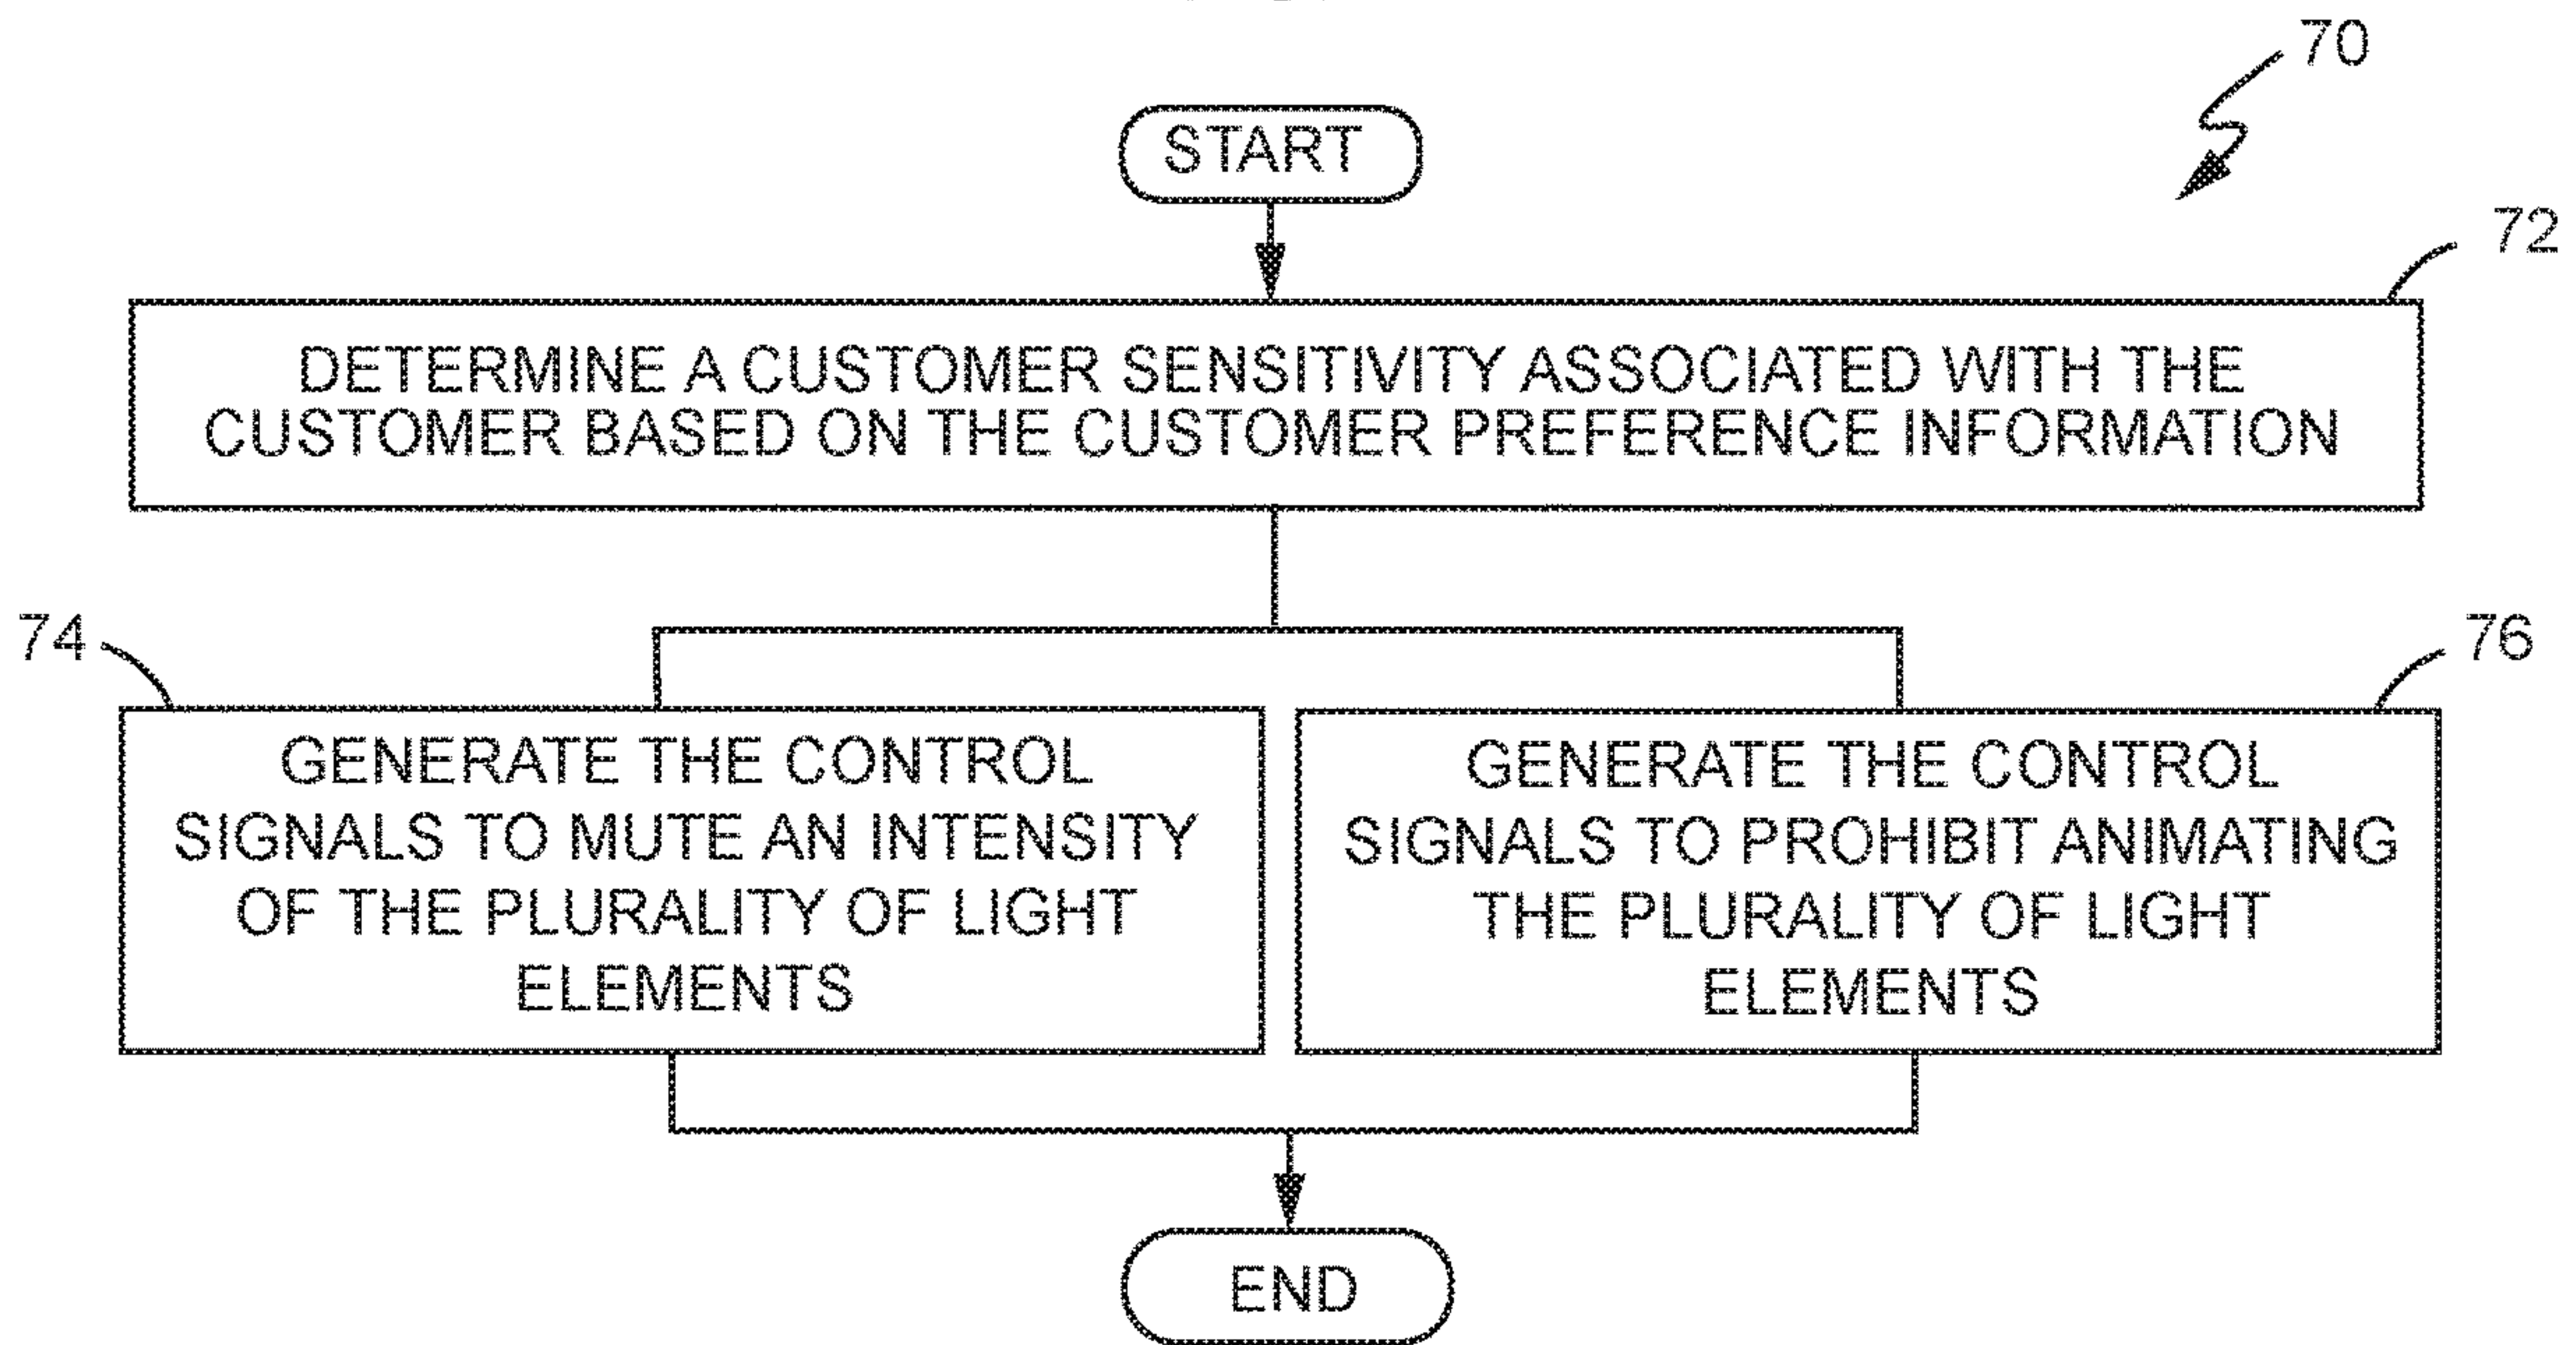 70
START
72
DETERMINE A CUSTOMER SENSITIVITY ASSOCIATED WITH THE
CUSTOMER BASED ON THE CUSTOMER PREFERENCE INFORMATION
74
GENERATE THE CONTROL
SIGNALS TO MUTE AN INTENSITY
OF THE PLURALITY OF LIGHT
ELEMENTS
76
GENERATE THE CONTROL
SIGNALS TO PROHIBIT ANIMATING
THE PLURALITY OF LIGHT
ELEMENTS
END